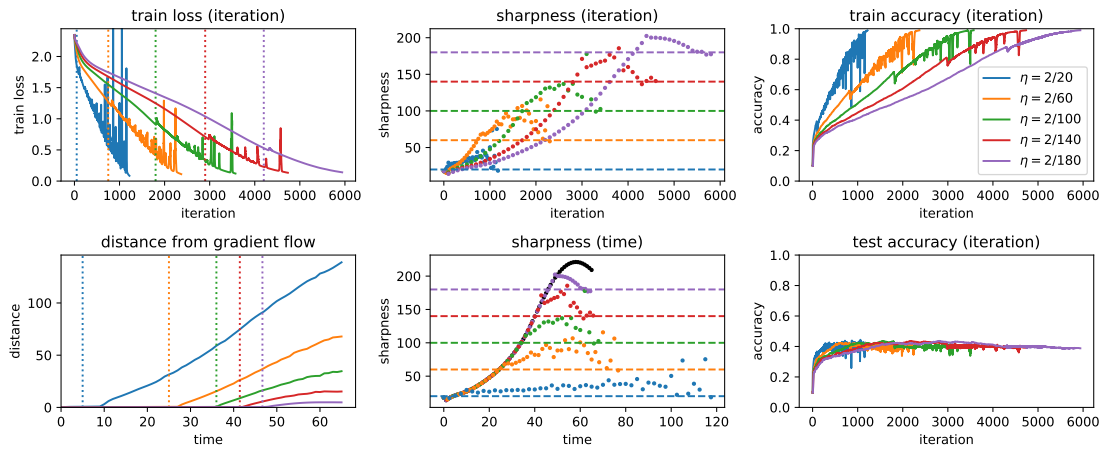 train loss (iteration)
train loss
2.0
1.5
1.0
0.5
0.0
0 1000 2000 3000 4000 5000 6000
iteration
sharpness (iteration)
sharpness
200
150
100
50
0 1000 2000 3000 4000 5000 6000
iteration
train accuracy (iteration)
accuracy
1.0
0.8
0.6
0.4
0.2
0.0
η = 2/20
η = 2/60
η = 2/100
η = 2/140
η = 2/180
0 1000 2000 3000 4000 5000 6000
iteration
distance from gradient flow
distance
100
50
0
0 10 20 30 40 50 60
time
sharpness (time)
sharpness
200
150
100
50
0 20 40 60 80 100 120
time
test accuracy (iteration)
accuracy
1.0
0.8
0.6
0.4
0.2
0.0
0 1000 2000 3000 4000 5000 6000
iteration